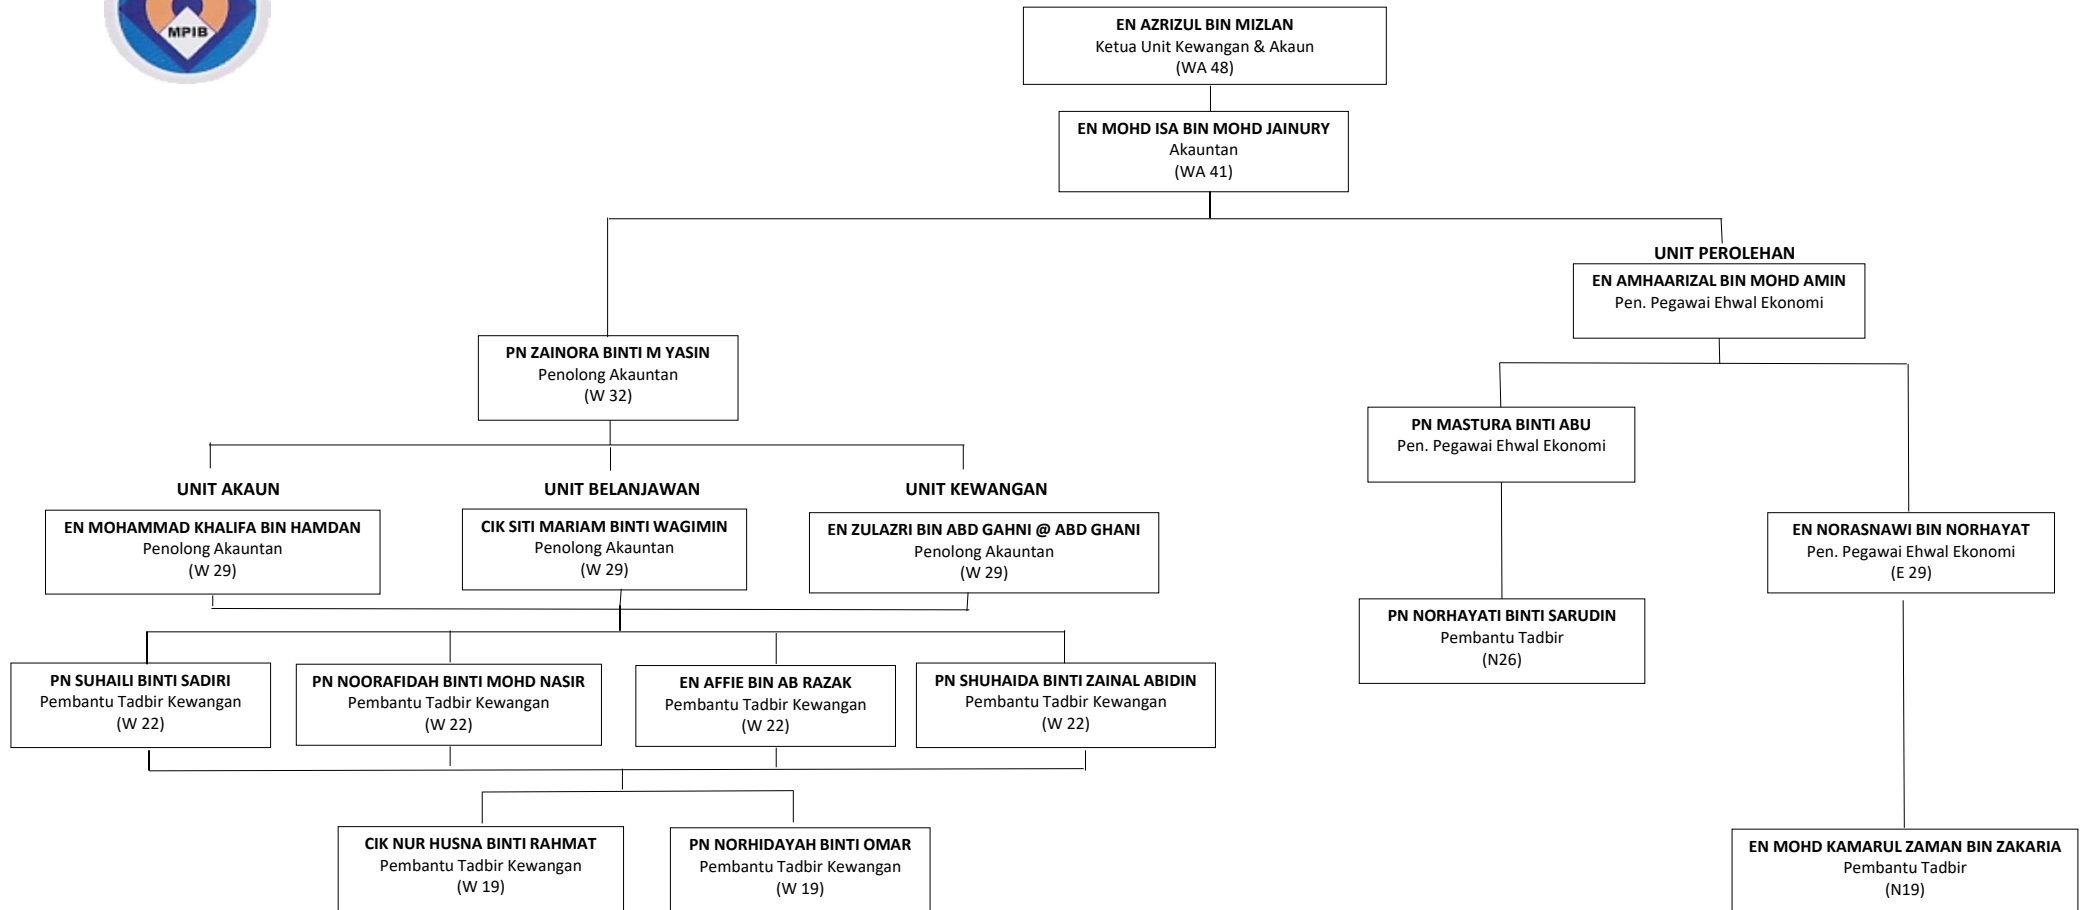 MPIB
EN AZRIZUL BIN MIZLAN
Ketua Unit Kewangan & Akaun
(WA 48)
EN MOHD ISA BIN MOHD JAINURY
Akauntan
(WA 41)
UNIT PEROLEHAN
EN AMHAARIZAL BIN MOHD AMIN
Pen. Pegawai Ehwal Ekonomi
PN ZAINORA BINTI M YASIN
Penolong Akauntan
(W 32)
PN MASTURA BINTI ABU
Pen. Pegawai Ehwal Ekonomi
UNIT AKAUN
EN MOHAMMAD KHALIFA BIN HAMDAN
Penolong Akauntan
(W 29)
UNIT BELANJAWAN
CIK SITI MARIAM BINTI WAGIMIN
Penolong Akauntan
(W 29)
UNIT KEWANGAN
EN ZULAZRI BIN ABD GAHNI @ ABD GHANI
Penolong Akauntan
(W 29)
EN NORASNAWI BIN NORHAYAT
Pen. Pegawai Ehwal Ekonomi
(E 29)
PN NORHAYATI BINTI SARUDIN
Pembantu Tadbir
(N26)
PN SUHAILI BINTI SADIRI
Pembantu Tadbir Kewangan
(W 22)
PN NOORAFIDAH BINTI MOHD NASIR
Pembantu Tadbir Kewangan
(W 22)
EN AFFIE BIN AB RAZAK
Pembantu Tadbir Kewangan
(W 22)
PN SHUHAIDA BINTI ZAINAL ABIDIN
Pembantu Tadbir Kewangan
(W 22)
CIK NUR HUSNA BINTI RAHMAT
Pembantu Tadbir Kewangan
(W 19)
PN NORHIDAYAH BINTI OMAR
Pembantu Tadbir Kewangan
(W 19)
EN MOHD KAMARUL ZAMAN BIN ZAKARIA
Pembantu Tadbir
(N19)